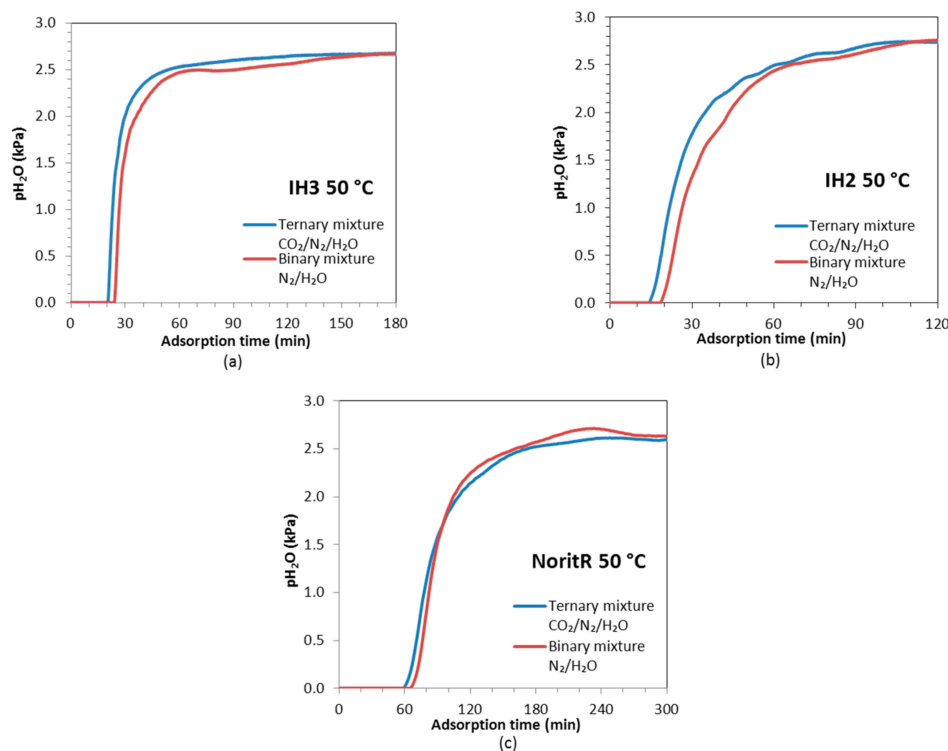 3.0
2.5
2.0
1.5
1.0
0.5
0.0
pH₂O (kPa)
IH3 50 °C
Ternary mixture
CO₂/N₂/H₂O
Binary mixture
N₂/H₂O
0 30 60 90 120 150 180
Adsorption time (min)
(a)
3.0
2.5
2.0
1.5
1.0
0.5
0.0
pH₂O (kPa)
IH2 50 °C
Ternary mixture
CO₂/N₂/H₂O
Binary mixture
N₂/H₂O
0 30 60 90 120
Adsorption time (min)
(b)
3.0
2.5
2.0
1.5
1.0
0.5
0.0
pH₂O (kPa)
NoritR 50 °C
Ternary mixture
CO₂/N₂/H₂O
Binary mixture
N₂/H₂O
0 60 120 180 240 300
Adsorption time (min)
(c)